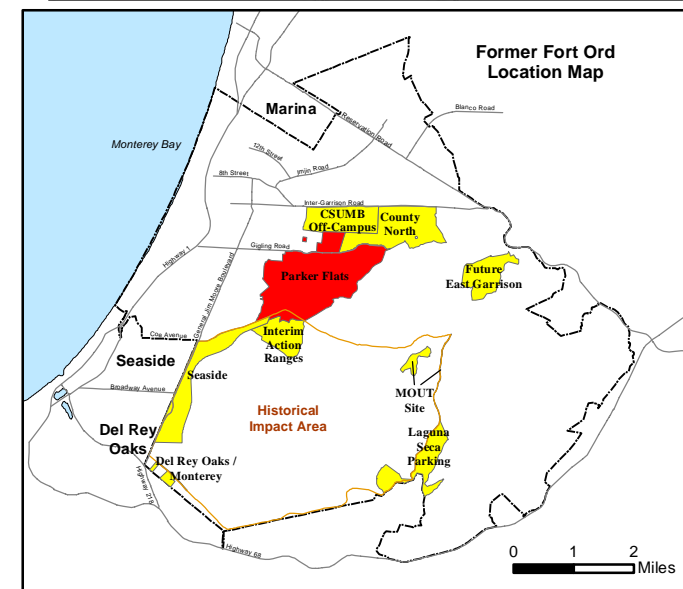 Former Fort Ord
Location Map
Marina
Blanco Road
Reservation Road
Monterey Bay
12th Street
Imjin Road
8th Street
Inter-Garrison Road
CSUMB
Off-Campus
County
North
Gigling Road
Highway 1
Parker Flats
Future
East Garrison
General Jim Moore Boulevard
Coe Avenue
Interim
Action
Ranges
Seaside
Seaside
Broadway Avenue
MOUT
Site
Historical
Impact Area
Del Rey
Oaks
Laguna
Seca
Parking
Del Rey Oaks /
Monterey
Highway 218
Highway 68
0 1 2
Miles